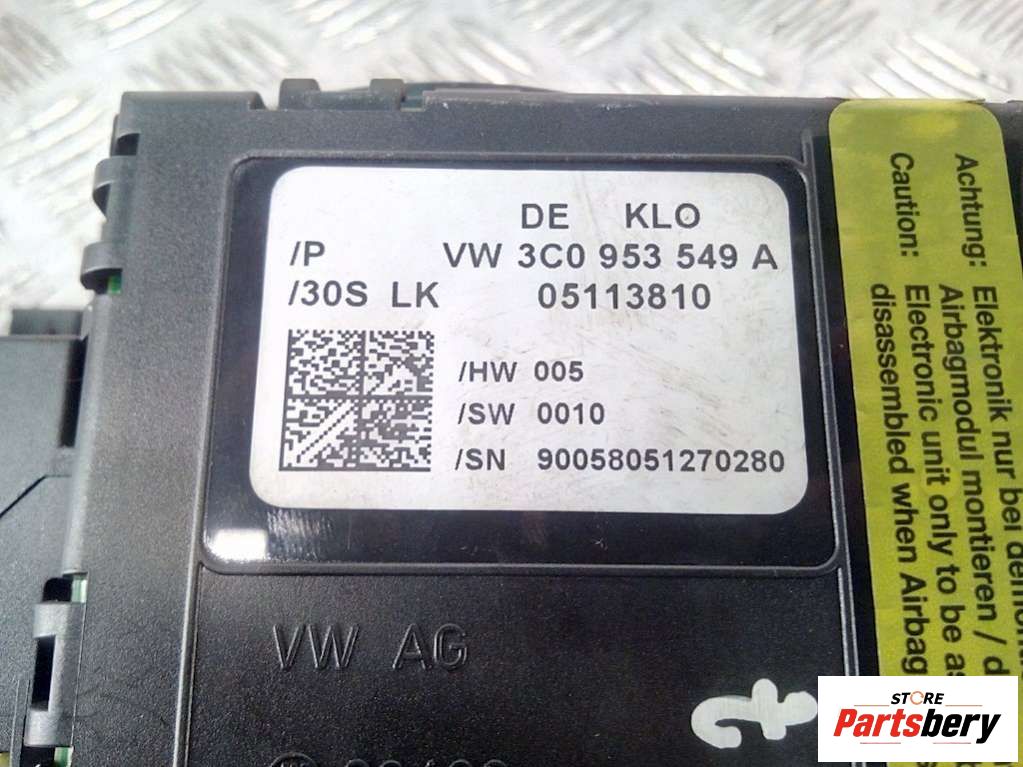 DE KLO
/P VW 3C0 953 549 A
/30S LK 05113810
/HW 005
/SW 0010
/SN 90058051270280
VW AG
Achtung: Elektronik nur bei
Airbagmodul montieren /
Caution: Electronic unit only to be
disassembled when Airbag
STORE
Partsbery